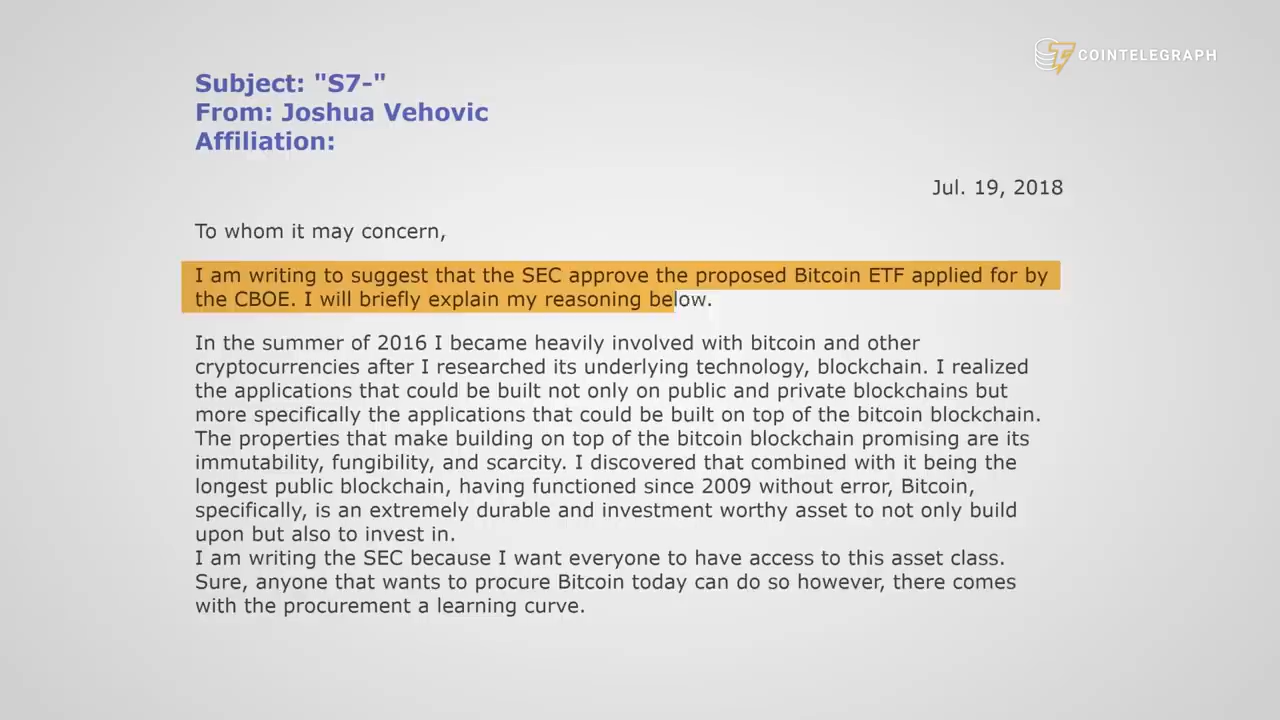 COINTELEGRAPH
Subject: "S7-"
From: Joshua Vehovic
Affiliation:
Jul. 19, 2018
To whom it may concern,
I am writing to suggest that the SEC approve the proposed Bitcoin ETF applied for by
the CBOE. I will briefly explain my reasoning below.
In the summer of 2016 I became heavily involved with bitcoin and other
cryptocurrencies after I researched its underlying technology, blockchain. I realized
the applications that could be built not only on public and private blockchains but
more specifically the applications that could be built on top of the bitcoin blockchain.
The properties that make building on top of the bitcoin blockchain promising are its
immutability, fungibility, and scarcity. I discovered that combined with it being the
longest public blockchain, having functioned since 2009 without error, Bitcoin,
specifically, is an extremely durable and investment worthy asset to not only build
upon but also to invest in.
I am writing the SEC because I want everyone to have access to this asset class.
Sure, anyone that wants to procure Bitcoin today can do so however, there comes
with the procurement a learning curve.